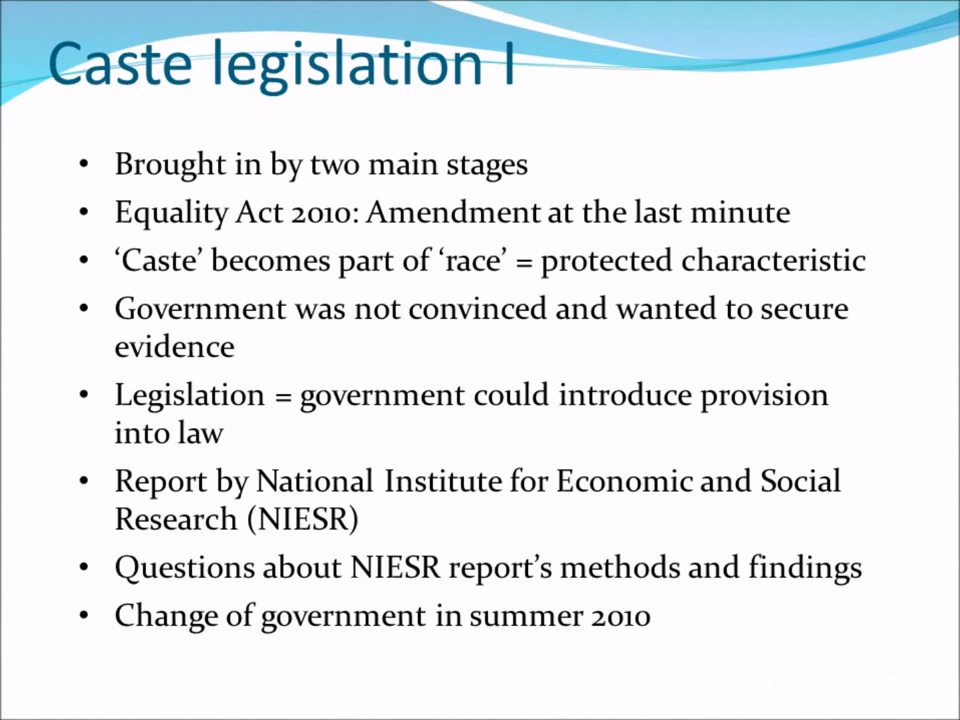 Caste legislation I
• Brought in by two main stages
• Equality Act 2010: Amendment at the last minute
• ‘Caste’ becomes part of ‘race’ = protected characteristic
• Government was not convinced and wanted to secure
evidence
• Legislation = government could introduce provision
into law
• Report by National Institute for Economic and Social
Research (NIESR)
• Questions about NIESR report’s methods and findings
• Change of government in summer 2010